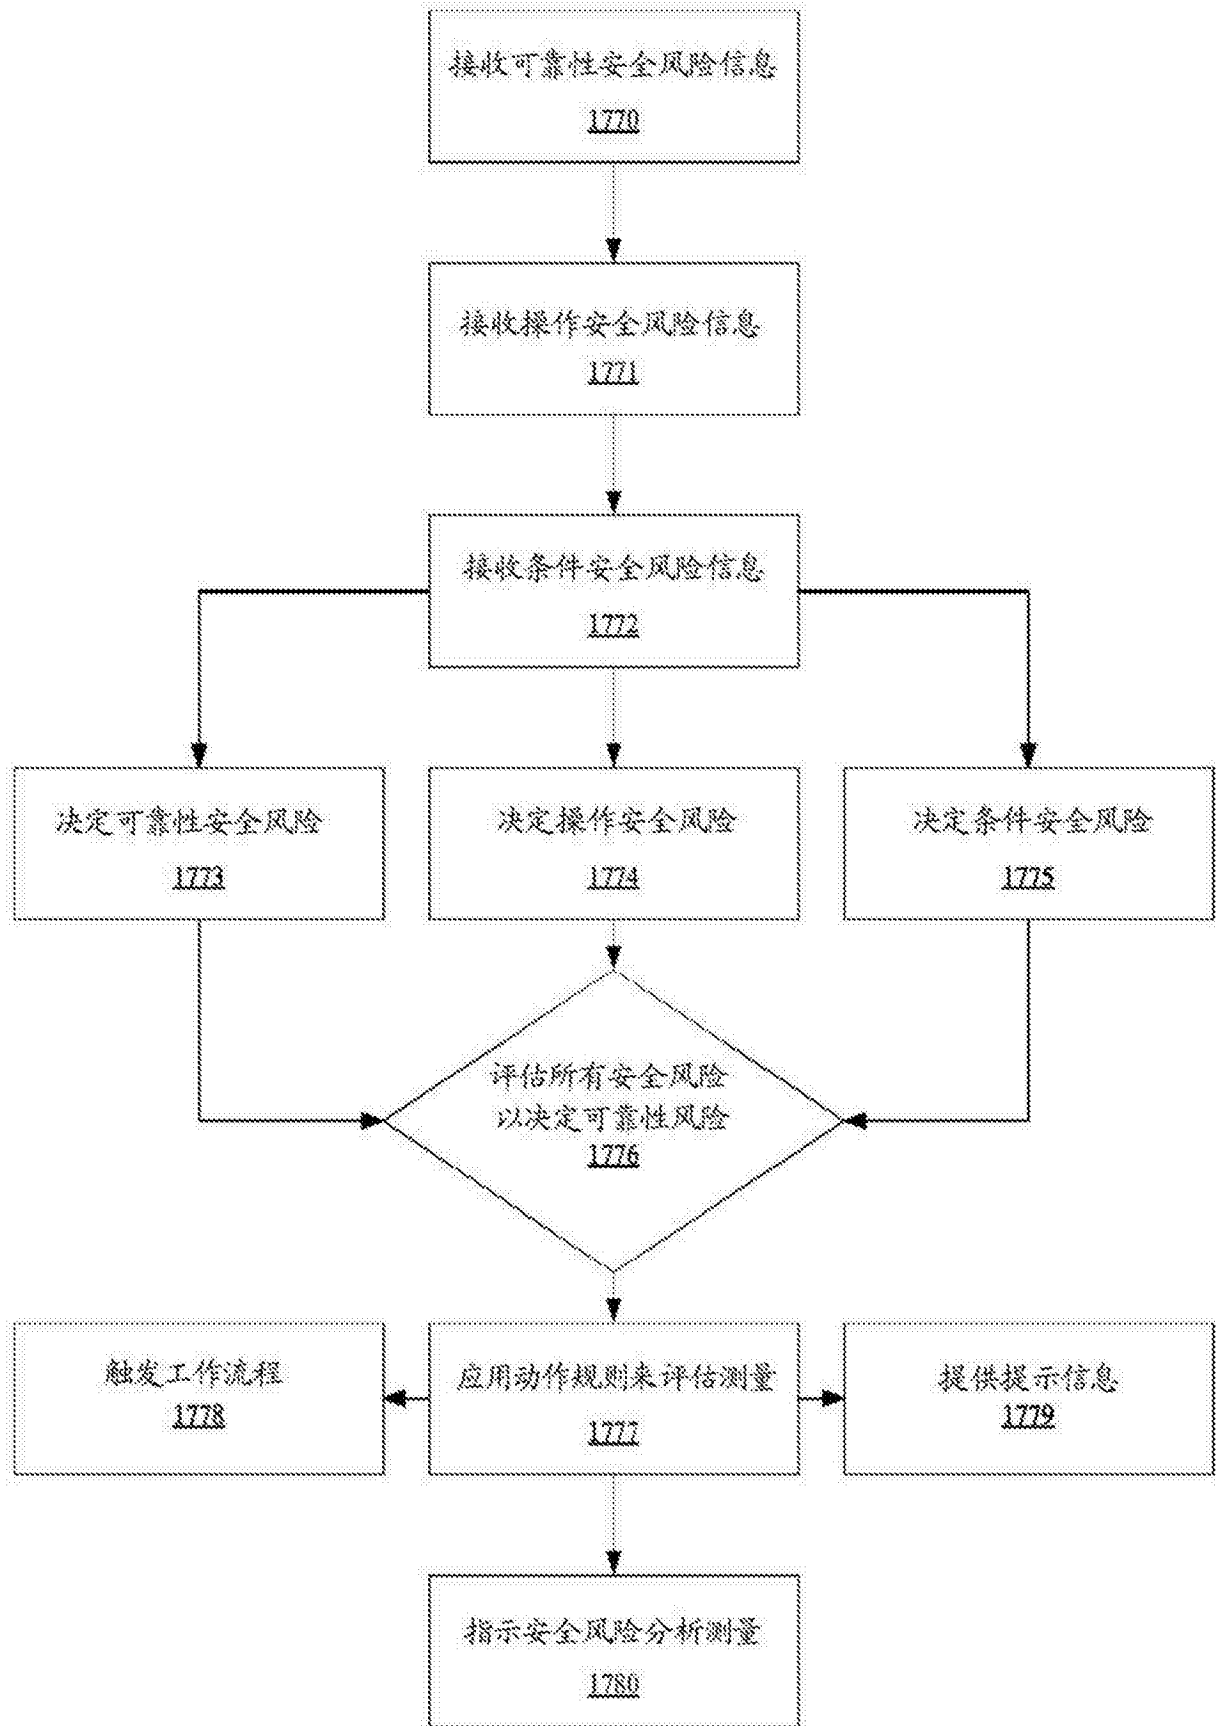 接收可靠性安全风险信息
1770
接收操作安全风险信息
1771
接收条件安全风险信息
1772
决定可靠性安全风险
1773
决定操作安全风险
1774
决定条件安全风险
1775
评估所有安全风险
以决定可靠性风险
1776
触发工作流程
1778
应用动作规则来评估测量
1777
提供提示信息
1779
指示安全风险分析测量
1780